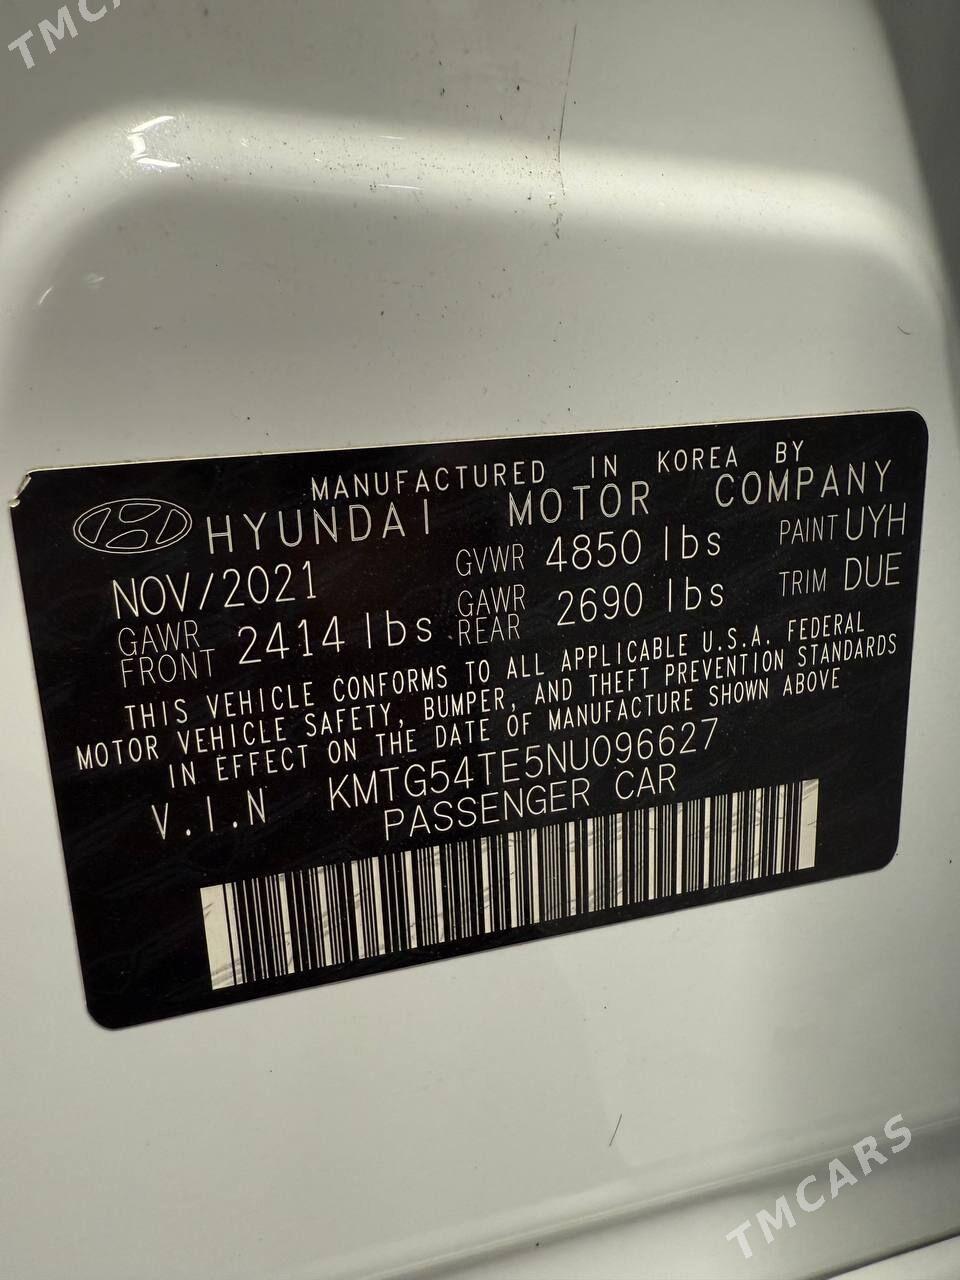 TMCA
MANUFACTURED IN KOREA BY
HYUNDAI MOTOR COMPANY
NOV/2021 GVWR 4850 lbs PAINT UYH
GAWR FRONT 2414 lbs GAWR REAR 2690 lbs TRIM DUE
THIS VEHICLE CONFORMS TO ALL APPLICABLE U.S.A. FEDERAL
MOTOR VEHICLE SAFETY, BUMPER, AND THEFT PREVENTION STANDARDS
IN EFFECT ON THE DATE OF MANUFACTURE SHOWN ABOVE
V.I.N KMTG54TE5NU096627
PASSENGER CAR
TMCARS